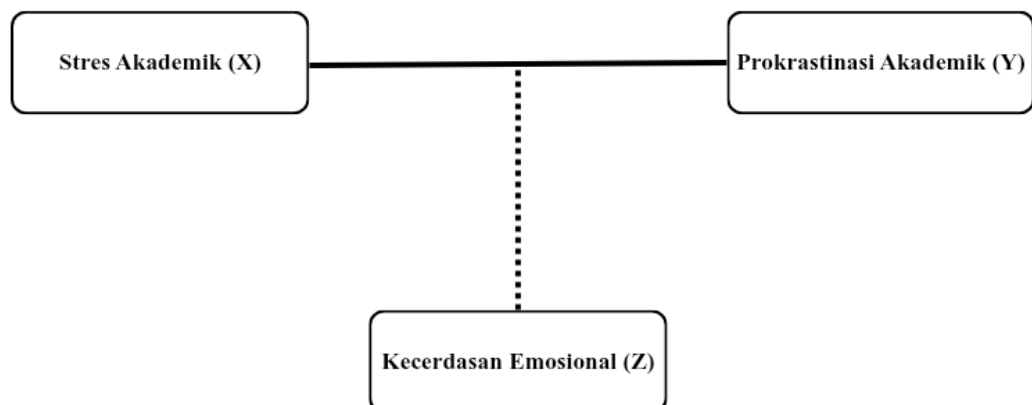 Stres Akademik (X)
Prokrastinasi Akademik (Y)
Kecerdasan Emosional (Z)